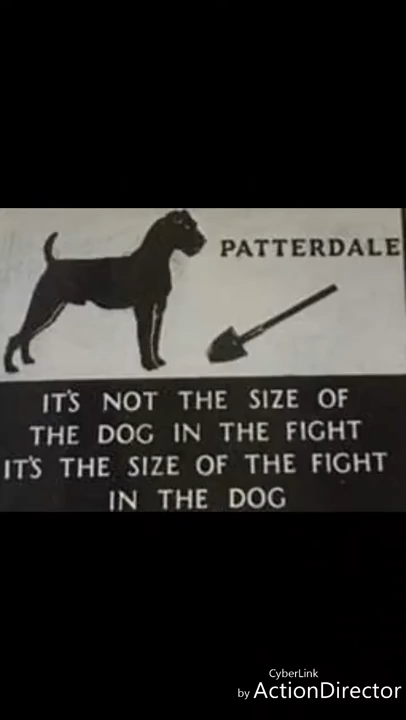 PATTERDALE
IT'S NOT THE SIZE OF
THE DOG IN THE FIGHT
IT'S THE SIZE OF THE FIGHT
IN THE DOG
CyberLink
by ActionDirector